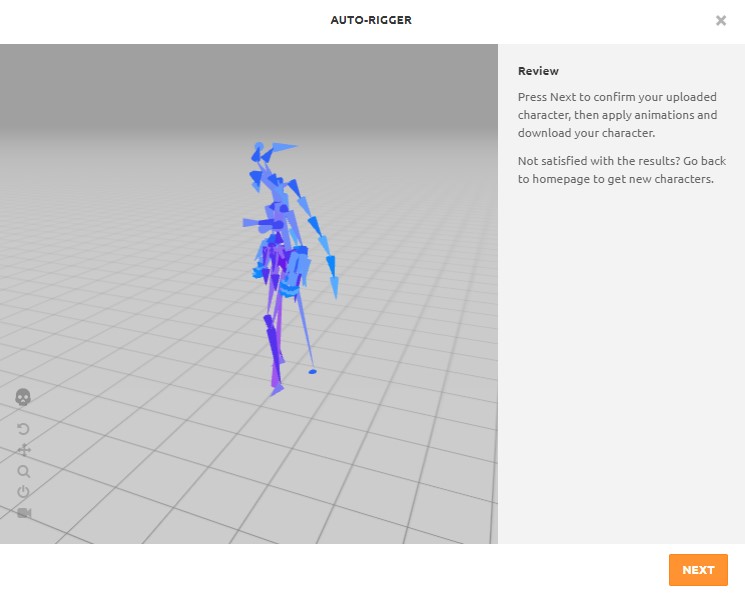 AUTO-RIGGER
Review
Press Next to confirm your uploaded
character, then apply animations and
download your character.
Not satisfied with the results? Go back
to homepage to get new characters.
NEXT